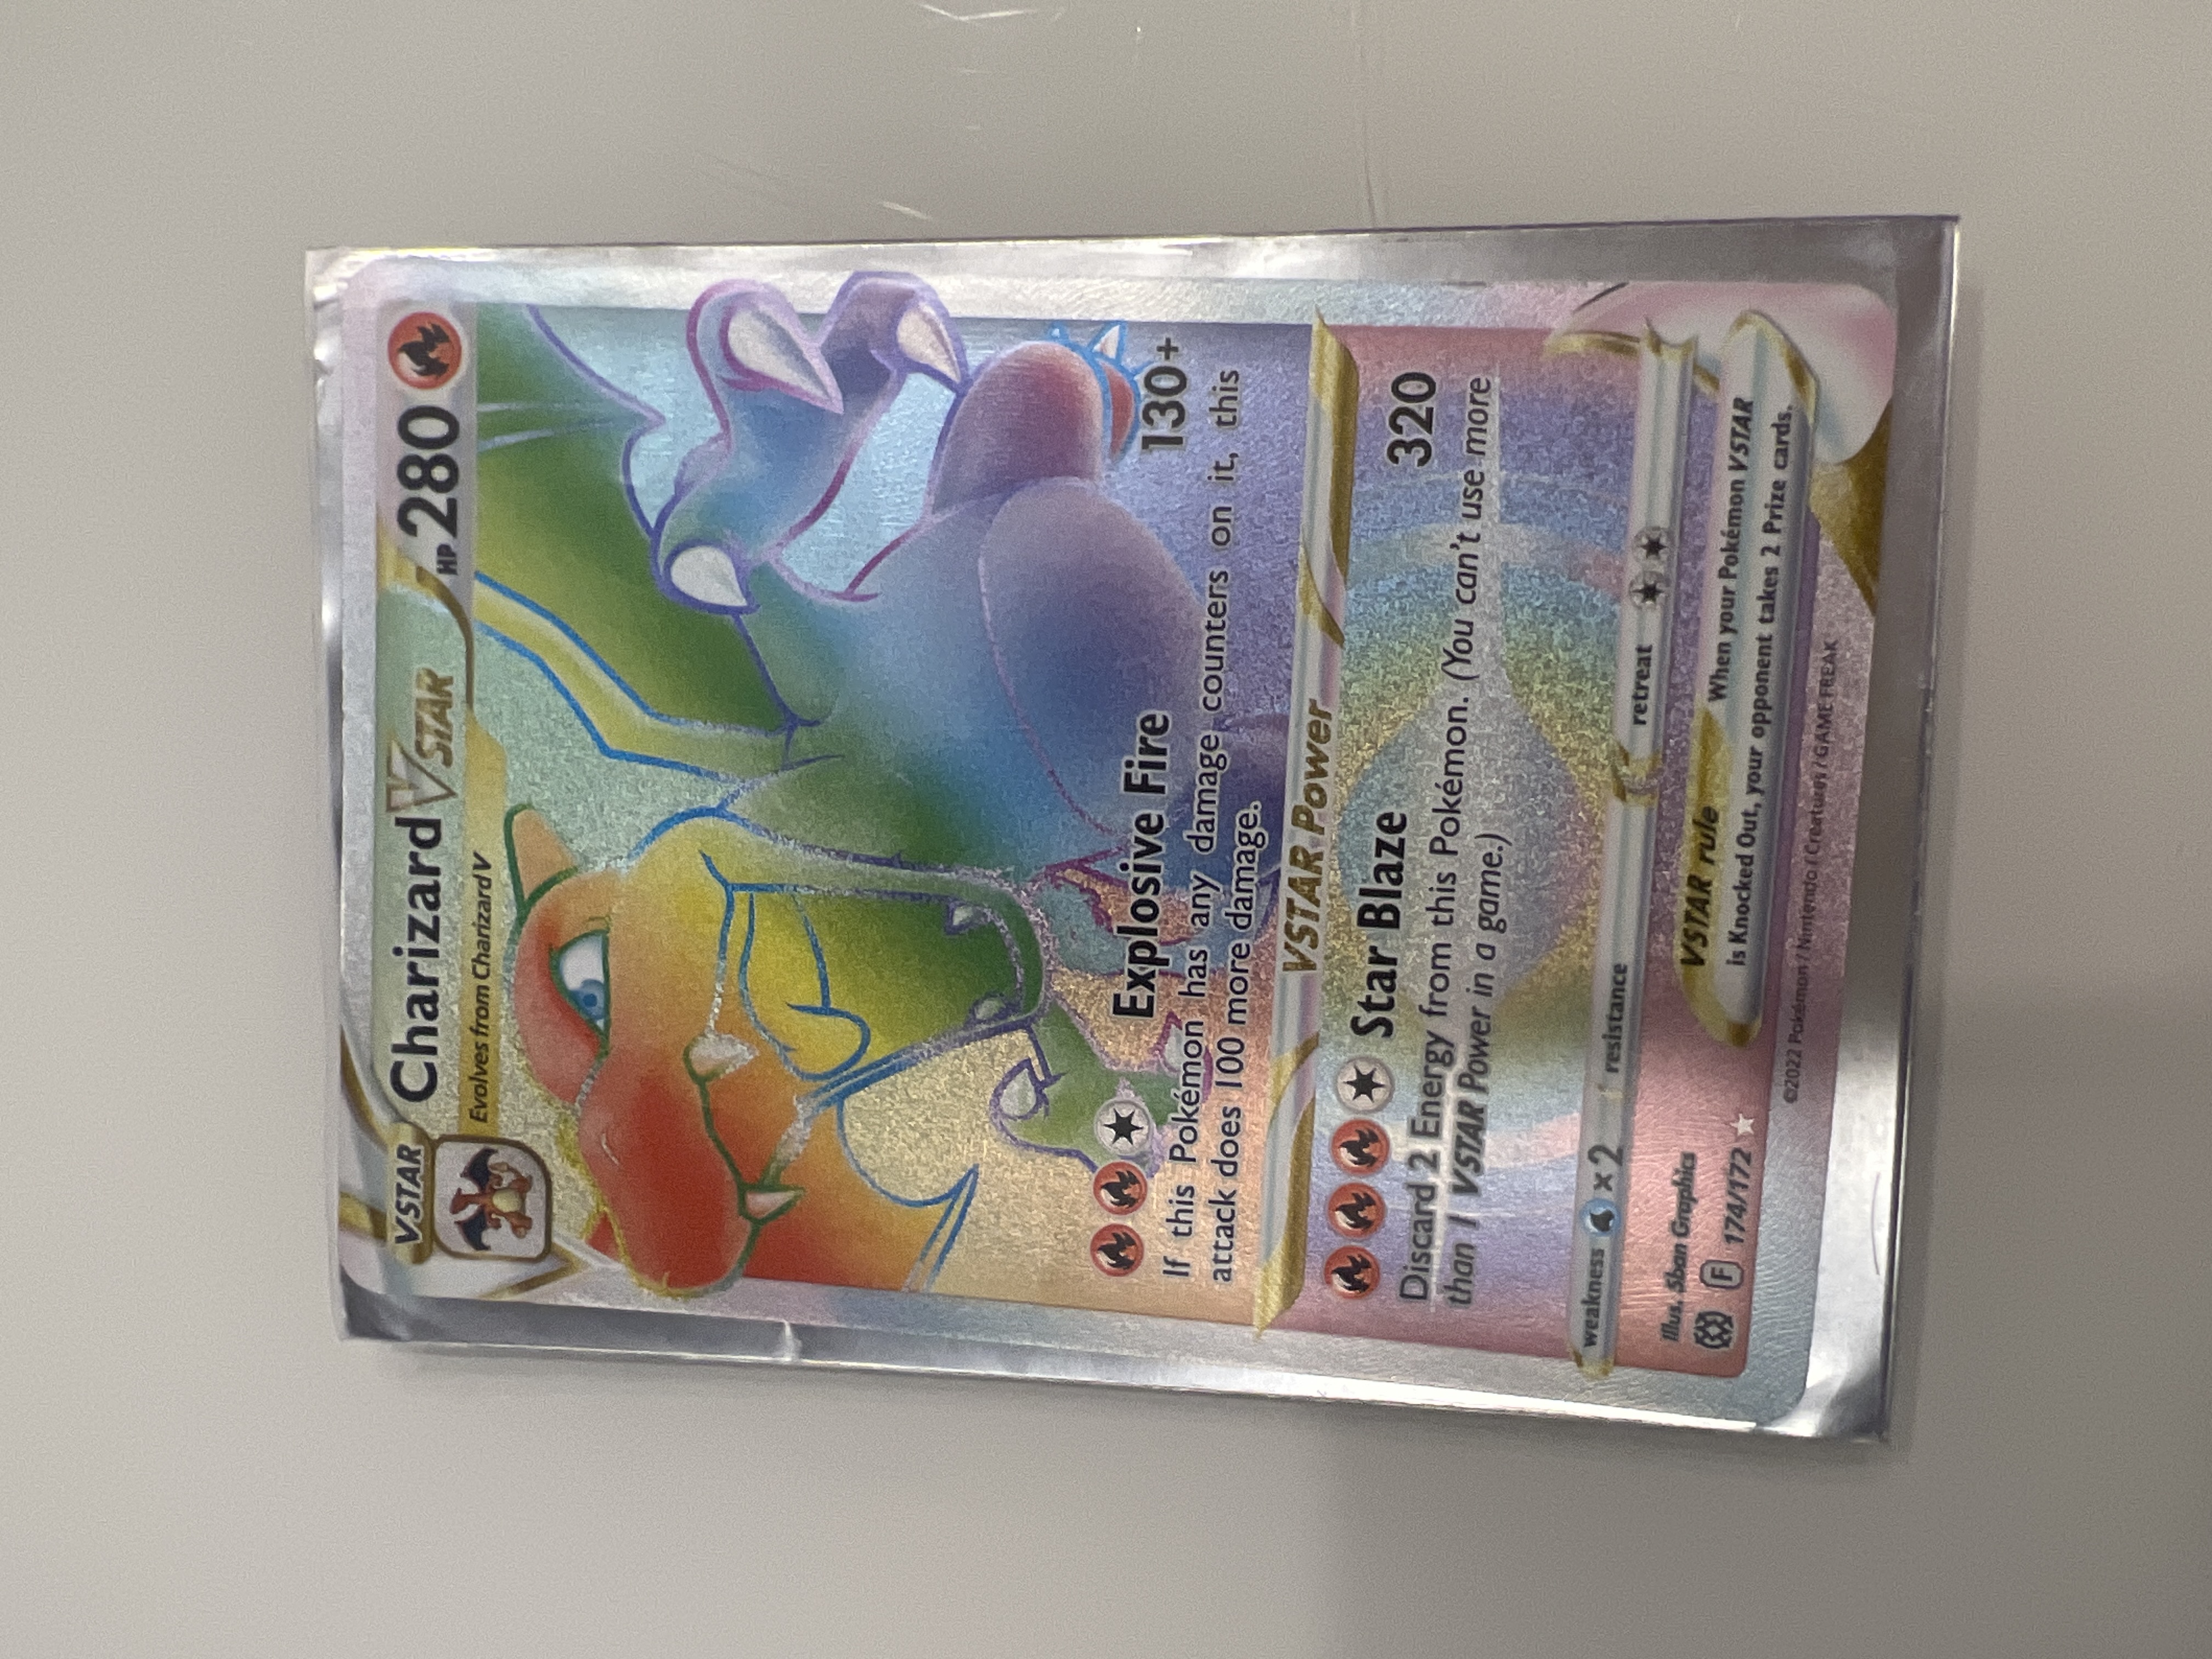 VSTAR
Charizard VSTAR HP 280
Evolves from Charizard V
Explosive Fire 130+
If this Pokémon has any damage counters on it, this
attack does 100 more damage.
VSTAR Power
Star Blaze 320
Discard 2 Energy from this Pokémon. (You can't use more
than 1 VSTAR Power in a game.)
weakness x2 resistance retreat
Illus. 5ban Graphics
F 174/172
VSTAR rule When your Pokémon VSTAR
is Knocked Out, your opponent takes 2 Prize cards.
©2022 Pokémon / Nintendo / Creatures / GAME FREAK